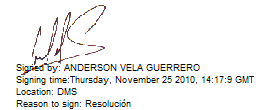 Signed by: ANDERSON VELA GUERRERO
Signing time:Thursday, November 25 2010, 14:17:9 GMT
Location: DMS
Reason to sign: Resolución